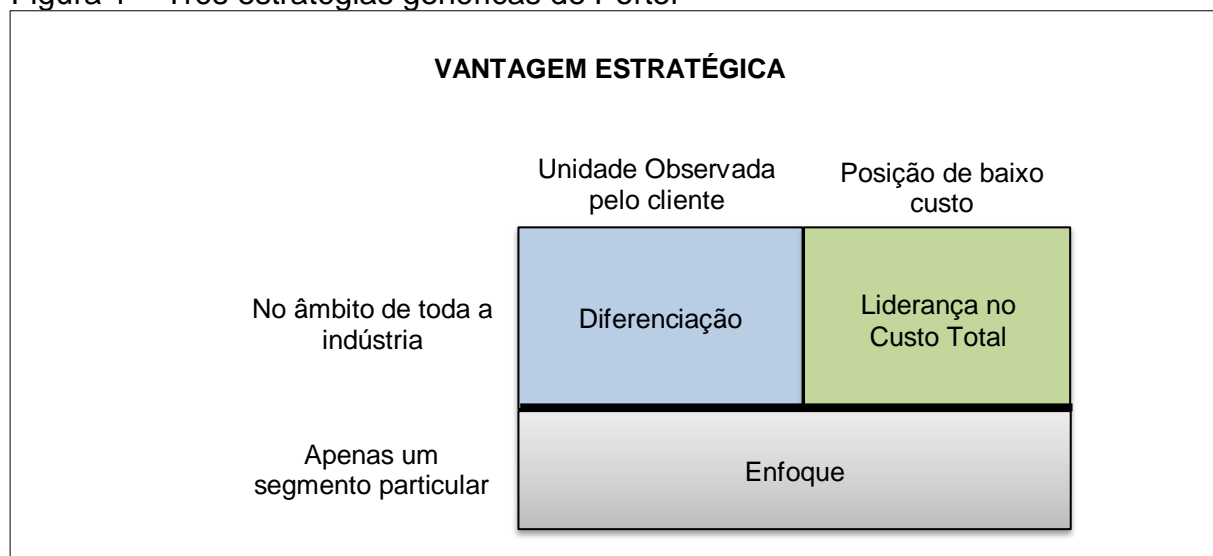 VANTAGEM ESTRATÉGICA
Unidade Observada
pelo cliente
Posição de baixo
custo
No âmbito de toda a
indústria
Diferenciação
Liderança no
Custo Total
Apenas um
segmento particular
Enfoque